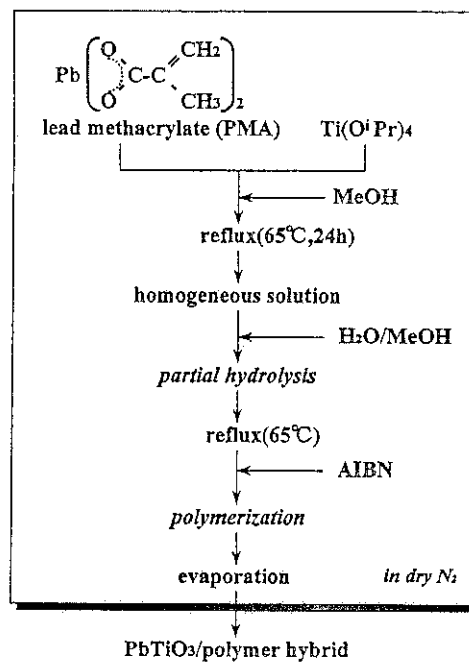 O CH₂
Pb C-C
O CH₃ 2
lead methacrylate (PMA) Ti(OⁱPr)₄
MeOH
reflux(65℃,24h)
homogeneous solution
H₂O/MeOH
partial hydrolysis
reflux(65℃)
AIBN
polymerization
evaporation in dry N₂
PbTiO₃/polymer hybrid